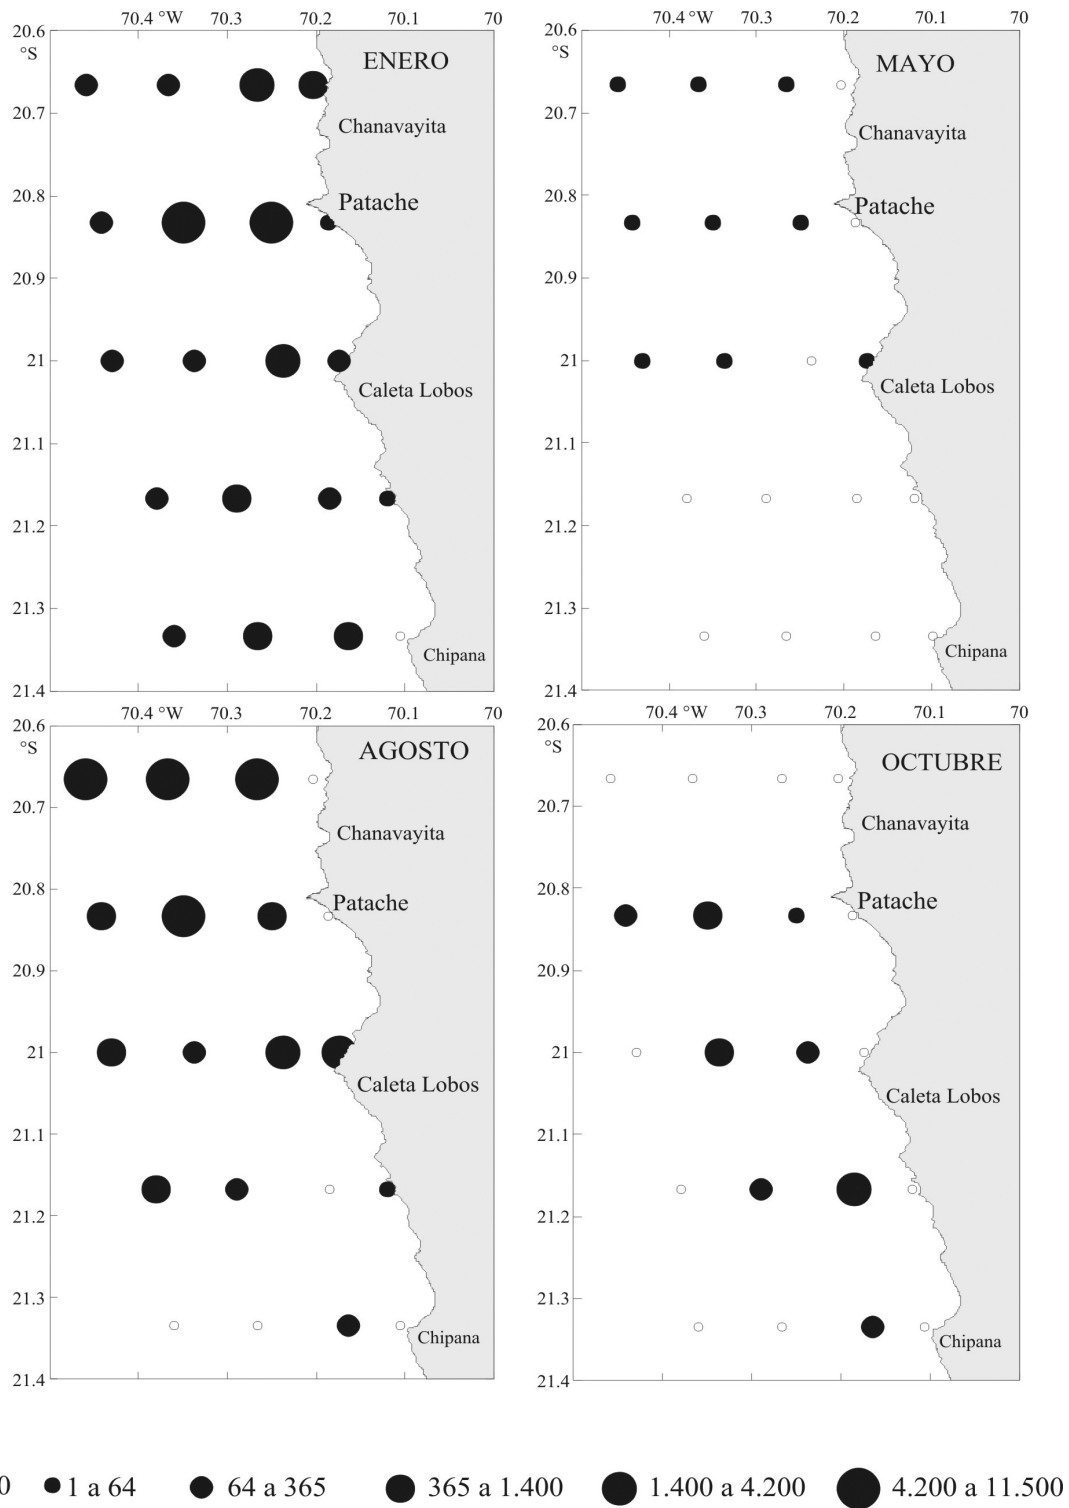 70.4 °W 70.3 70.2 70.1 70
20.6
°S
ENERO
20.7
Chanavayita
20.8
Patache
20.9
21
Caleta Lobos
21.1
21.2
21.3
Chipana
21.4
70.4 °W 70.3 70.2 70.1 70
20.6
°S
MAYO
20.7
Chanavayita
20.8
Patache
20.9
21
Caleta Lobos
21.1
21.2
21.3
Chipana
21.4
70.4 °W 70.3 70.2 70.1 70
20.6
°S
AGOSTO
20.7
Chanavayita
20.8
Patache
20.9
21
Caleta Lobos
21.1
21.2
21.3
Chipana
21.4
70.4 °W 70.3 70.2 70.1 70
20.6
°S
OCTUBRE
20.7
Chanavayita
20.8
Patache
20.9
21
Caleta Lobos
21.1
21.2
21.3
Chipana
21.4
0 1 a 64 64 a 365 365 a 1.400 1.400 a 4.200 4.200 a 11.500